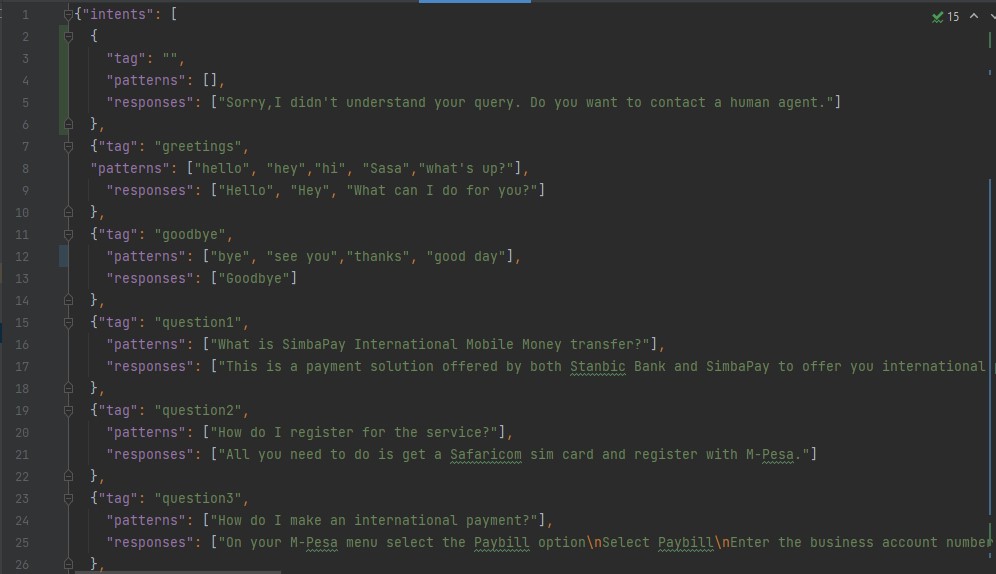 1 {"intents": [
15
2 {
3 "tag": "",
4 "patterns": [],
5 "responses": ["Sorry,I didn't understand your query. Do you want to contact a human agent."]
6 },
7 {"tag": "greetings",
8 "patterns": ["hello", "hey","hi", "Sasa","what's up?"],
9 "responses": ["Hello", "Hey", "What can I do for you?"]
10 },
11 {"tag": "goodbye",
12 "patterns": ["bye", "see you","thanks", "good day"],
13 "responses": ["Goodbye"]
14 },
15 {"tag": "question1",
16 "patterns": ["What is SimbaPay International Mobile Money transfer?"],
17 "responses": ["This is a payment solution offered by both Stanbic Bank and SimbaPay to offer you international
18 },
19 {"tag": "question2",
20 "patterns": ["How do I register for the service?"],
21 "responses": ["All you need to do is get a Safaricom sim card and register with M-Pesa."]
22 },
23 {"tag": "question3",
24 "patterns": ["How do I make an international payment?"],
25 "responses": ["On your M-Pesa menu select the Paybill option\nSelect Paybill\nEnter the business account number
26 },